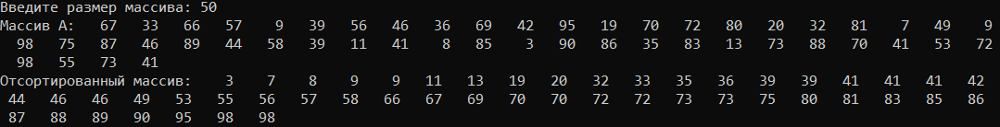 Введите размер массива: 50
Массив A: 67 33 66 57 9 39 56 46 36 69 42 95 19 70 72 80 20 32 81 7 49 9
98 75 87 46 89 44 58 39 11 41 8 85 3 90 86 35 83 13 73 88 70 41 53 72
98 55 73 41
Отсортированный массив: 3 7 8 9 9 11 13 19 20 32 33 35 36 39 39 41 41 41 42
44 46 46 49 53 55 56 57 58 66 67 69 70 70 72 72 73 73 75 80 81 83 85 86
87 88 89 90 95 98 98